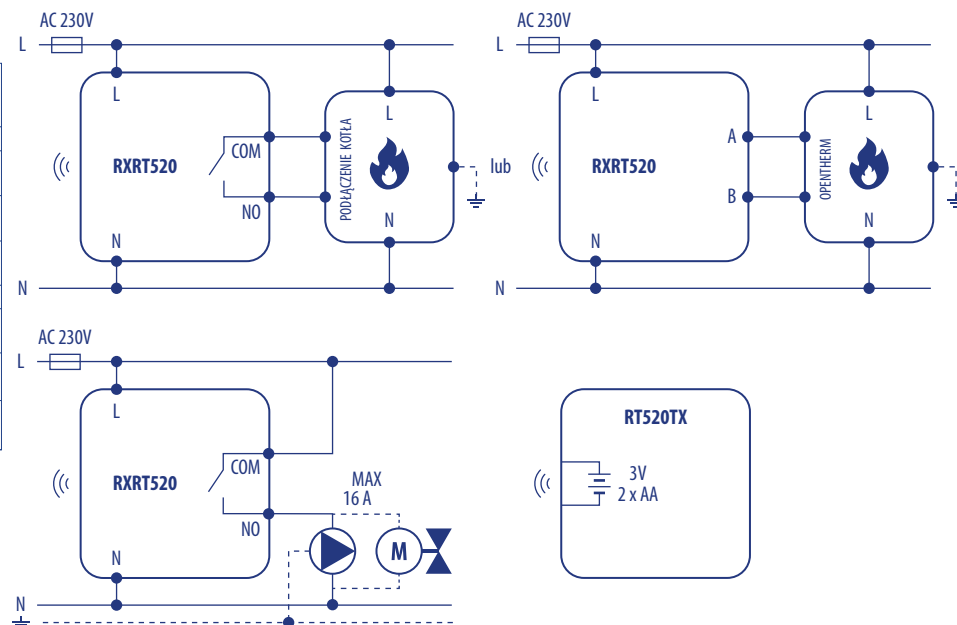 AC 230V
L
L
RXRT520
COM
NO
N
N
PODŁĄCZENIE KOTŁA
L
N
lub
AC 230V
L
L
RXRT520
A
B
N
N
OPENTHERM
L
N
AC 230V
L
L
RXRT520
COM
NO
N
N
MAX
16 A
M
RT520TX
3V
2 x AA